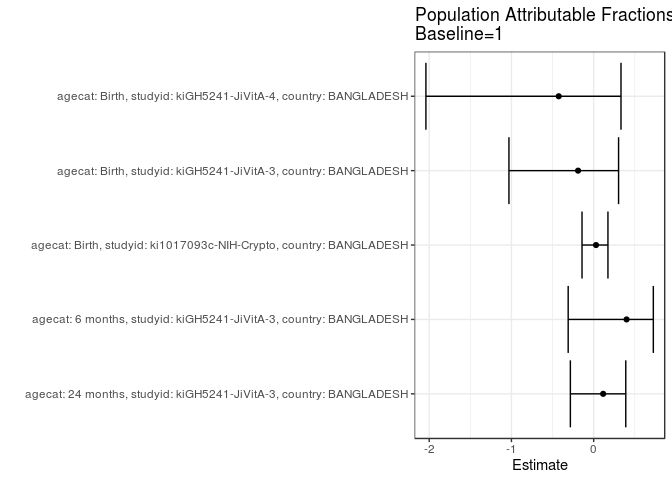 Population Attributable Fractions
Baseline=1
agecat: Birth, studyid: kiGH5241-JiVitA-4, country: BANGLADESH
agecat: Birth, studyid: kiGH5241-JiVitA-3, country: BANGLADESH
agecat: Birth, studyid: ki1017093c-NIH-Crypto, country: BANGLADESH
agecat: 6 months, studyid: kiGH5241-JiVitA-3, country: BANGLADESH
agecat: 24 months, studyid: kiGH5241-JiVitA-3, country: BANGLADESH
-2 -1 0
Estimate